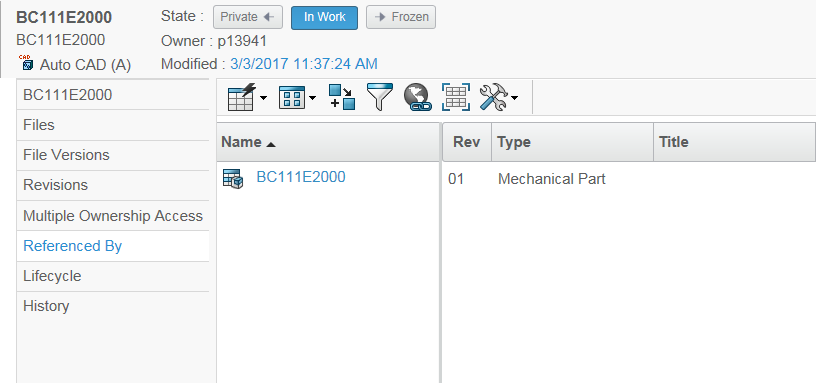 BC111E2000 State : Private In Work Frozen
BC111E2000 Owner : p13941
CAD
Auto CAD (A) Modified : 3/3/2017 11:37:24 AM
BC111E2000
Files
File Versions
Revisions
Multiple Ownership Access
Referenced By
Lifecycle
History
Name Rev Type Title
BC111E2000 01 Mechanical Part